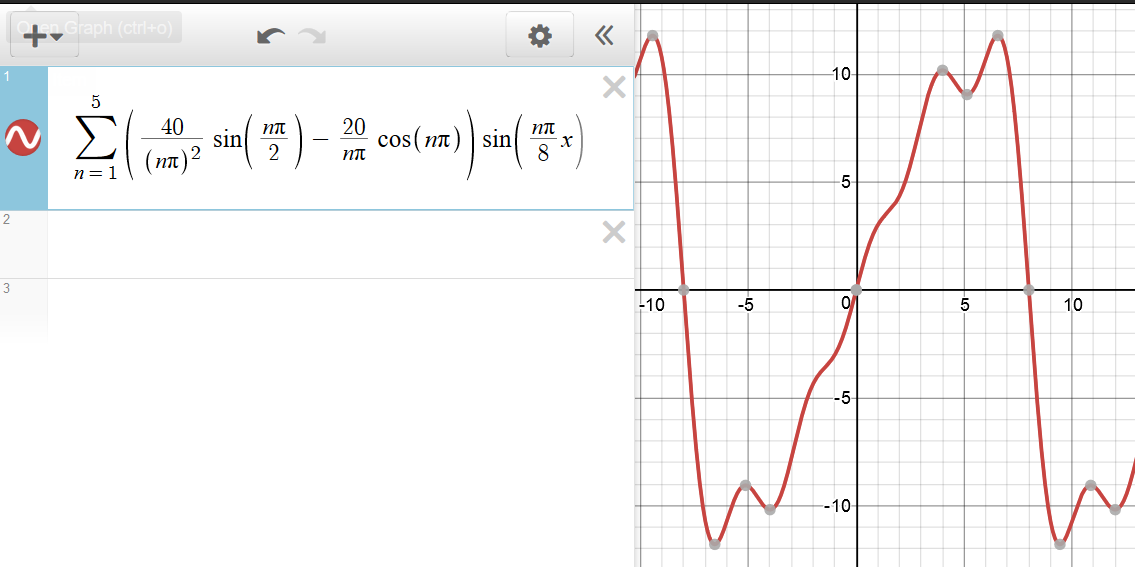 Open Graph (ctrl+o)
1
5
∑ ( 40/(nπ)² sin( nπ/2 ) − 20/nπ cos(nπ) ) sin( nπ/8 x )
n = 1
2
3
10
5
-10 -5 0 5 10
-5
-10